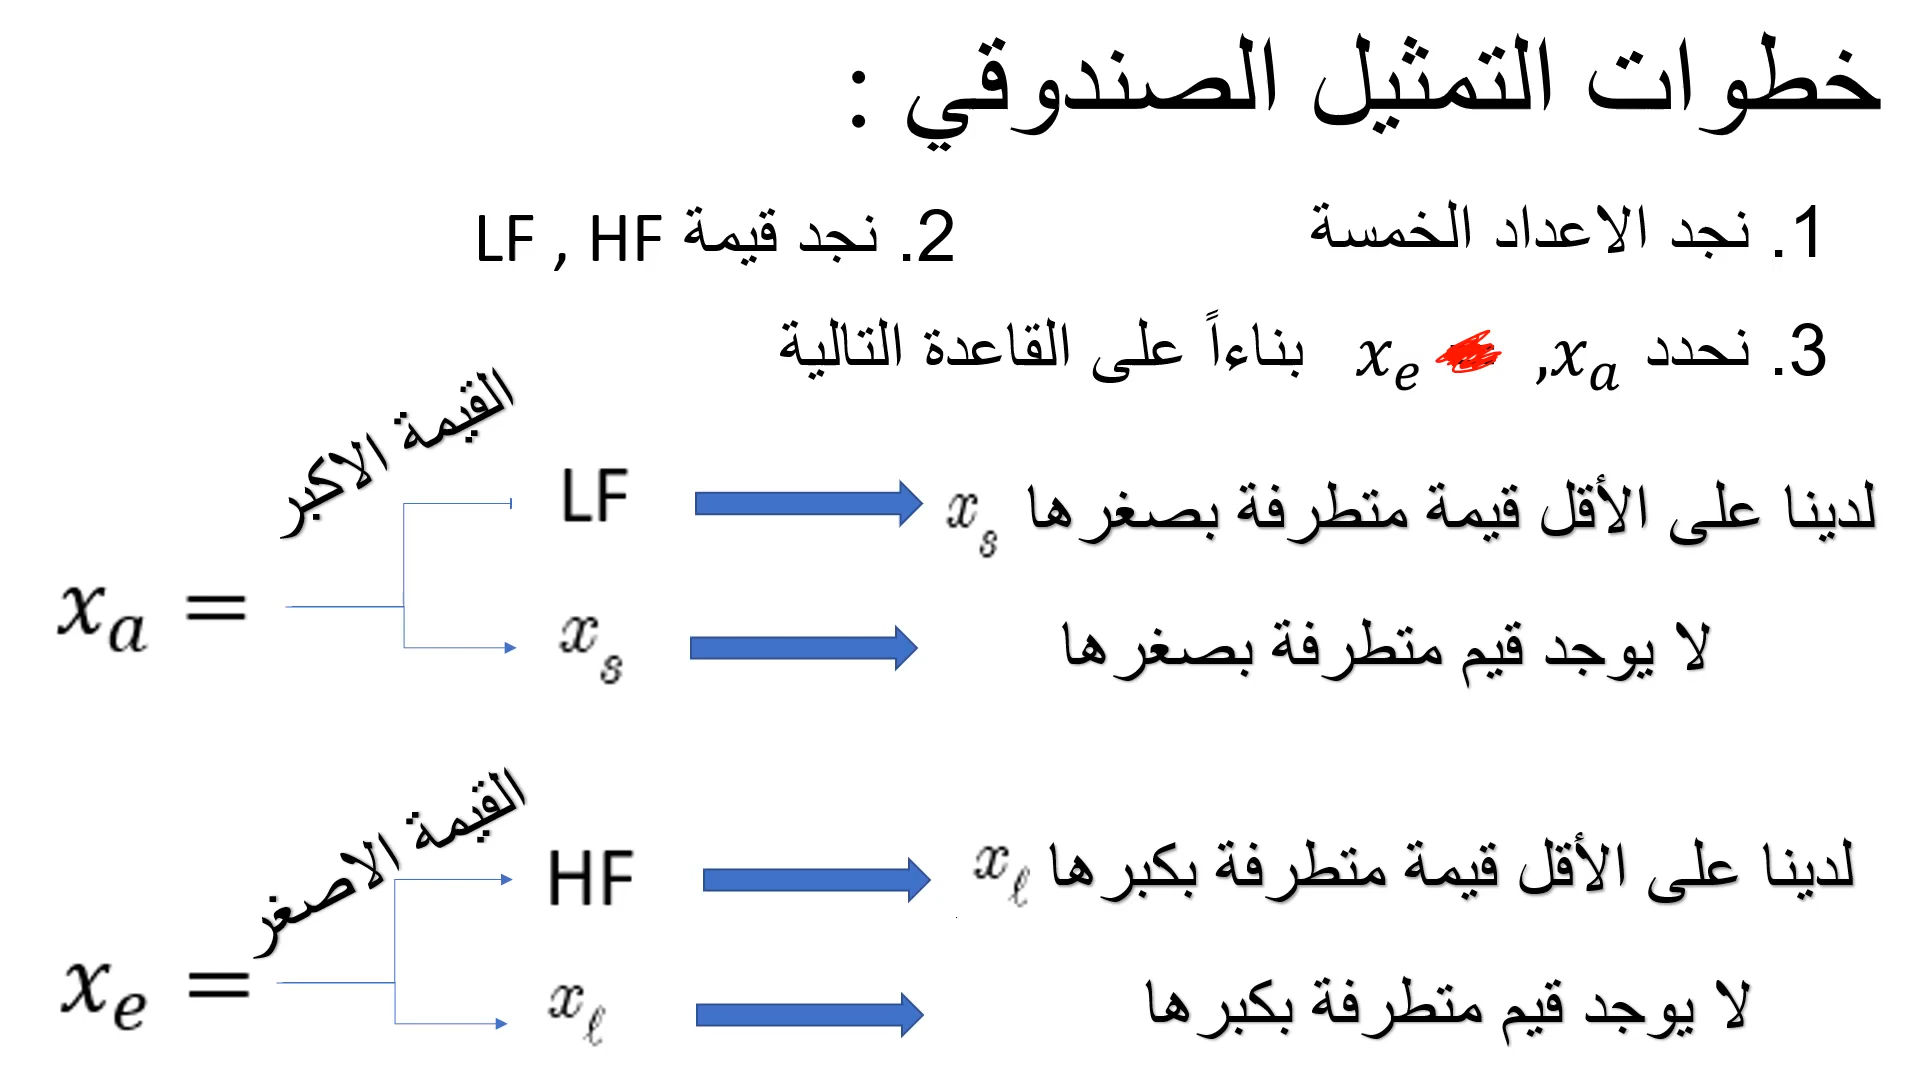 خطوات التمثيل الصندوقي :
1. نجد الاعداد الخمسة
2. نجد قيمة LF , HF
3. نحدد xₐ, xₑ بناءاً على القاعدة التالية
القيمة الاكبر
LF
لدينا على الأقل قيمة متطرفة بصغرها xₛ
xₐ =
xₛ
لا يوجد قيم متطرفة بصغرها
القيمة الاصغر
HF
لدينا على الأقل قيمة متطرفة بكبرها xℓ
xₑ =
xℓ
لا يوجد قيم متطرفة بكبرها